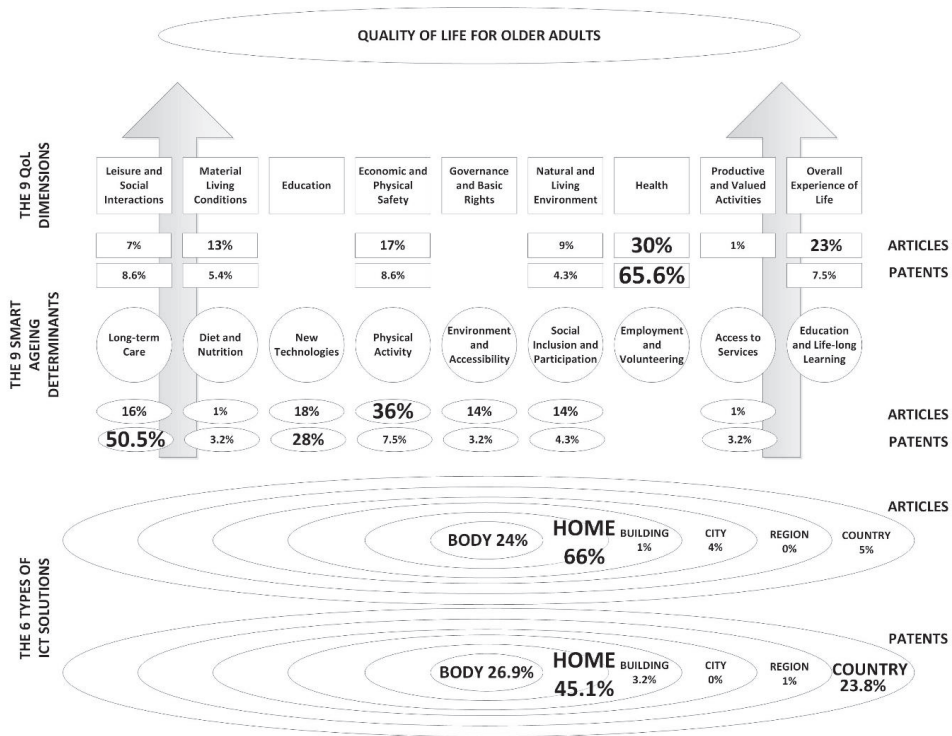 QUALITY OF LIFE FOR OLDER ADULTS
THE 9 QoL
DIMENSIONS
Leisure and
Social
Interactions
Material
Living
Conditions
Education
Economic and
Physical
Safety
Governance
and Basic
Rights
Natural and
Living
Environment
Health
Productive
and Valued
Activities
Overall
Experience of
Life
7%
13%
17%
9%
30%
1%
23%
ARTICLES
8.6%
5.4%
8.6%
4.3%
65.6%
7.5%
PATENTS
THE 9 SMART
AGEING
DETERMINANTS
Long-term
Care
Diet and
Nutrition
New
Technologies
Physical
Activity
Environment
and
Accessibility
Social
Inclusion and
Participation
Employment
and
Volunteering
Access to
Services
Education
and Life-long
Learning
16%
1%
18%
36%
14%
14%
1%
ARTICLES
50.5%
3.2%
28%
7.5%
3.2%
4.3%
3.2%
PATENTS
THE 6 TYPES OF
ICT SOLUTIONS
ARTICLES
BODY 24%
HOME
66%
BUILDING
1%
CITY
4%
REGION
0%
COUNTRY
5%
PATENTS
BODY 26.9%
HOME
45.1%
BUILDING
3.2%
CITY
0%
REGION
1%
COUNTRY
23.8%